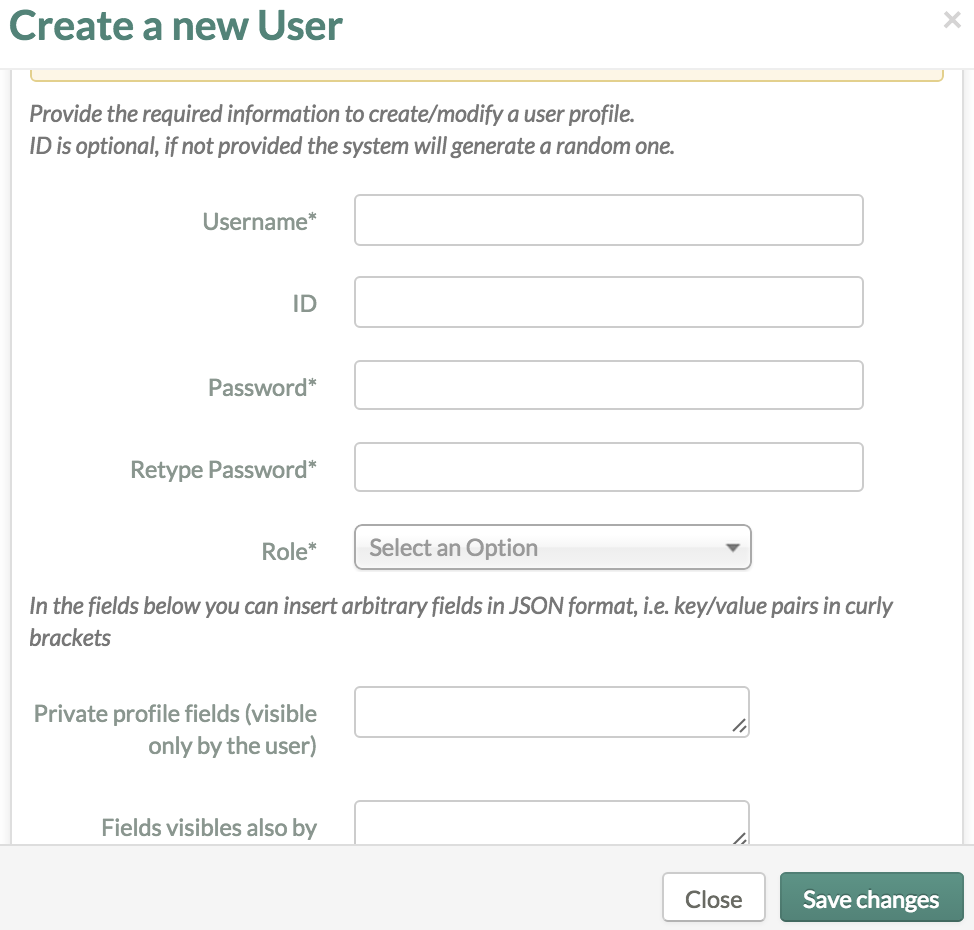 Create a new User
×
Provide the required information to create/modify a user profile.
ID is optional, if not provided the system will generate a random one.
Username*
ID
Password*
Retype Password*
Role*
Select an Option
In the fields below you can insert arbitrary fields in JSON format, i.e. key/value pairs in curly
brackets
Private profile fields (visible
only by the user)
Fields visibles also by
Close
Save changes